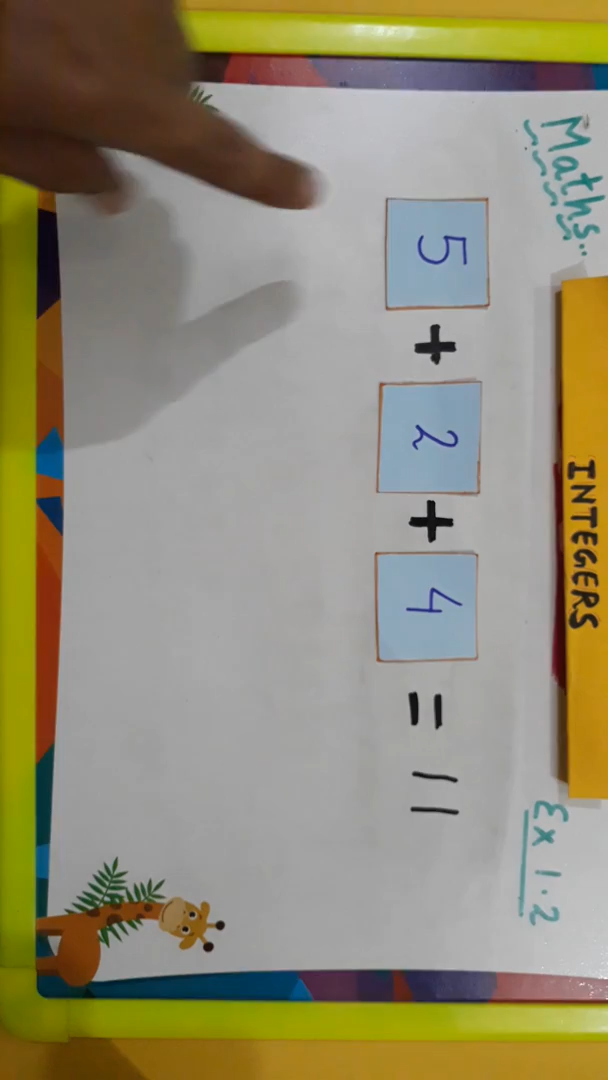 Maths..
INTEGERS
Ex 1.2
5 + 2 + 4 = 11